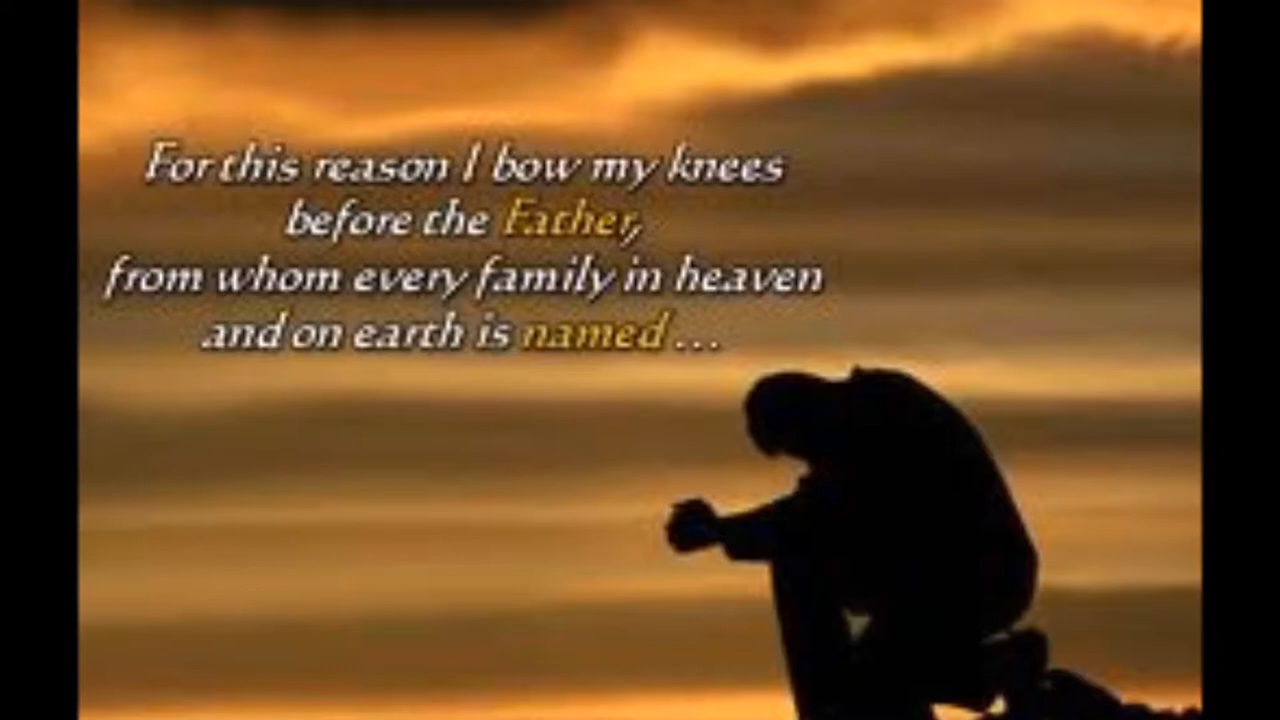 For this reason I bow my knees
before the Father,
from whom every family in heaven
and on earth is named ...